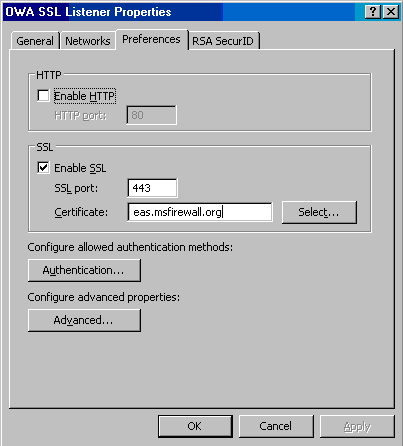 OWA SSL Listener Properties
General Networks Preferences RSA SecurID
HTTP
Enable HTTP
HTTP port: 80
SSL
Enable SSL
SSL port: 443
Certificate: eas.msfirewall.org Select...
Configure allowed authentication methods:
Authentication...
Configure advanced properties:
Advanced...
OK Cancel Apply